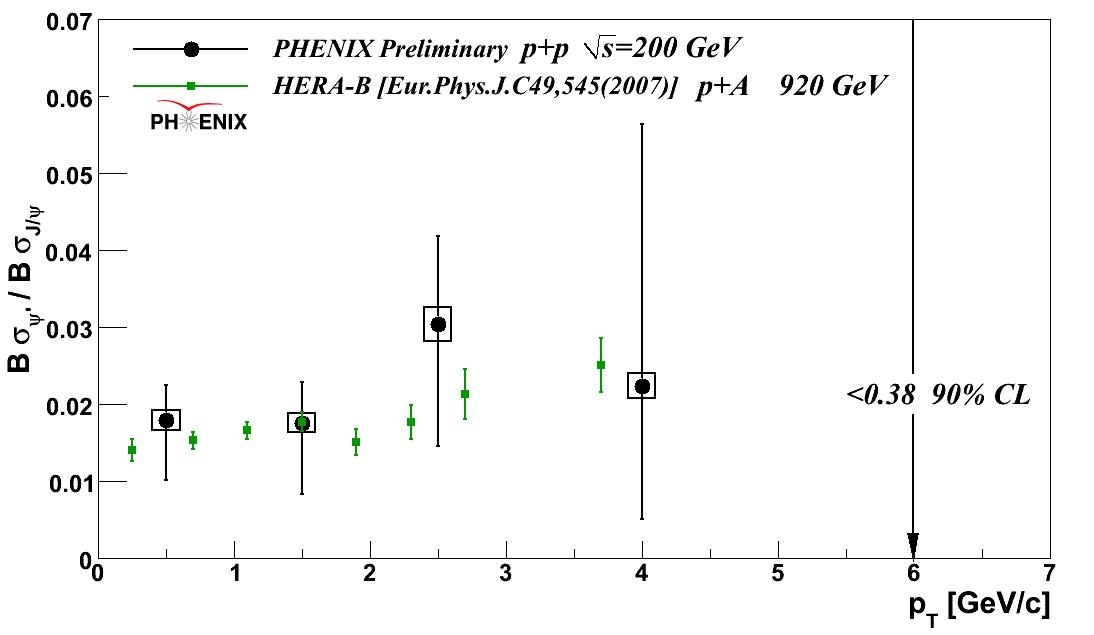 PHENIX Preliminary p+p √s=200 GeV
HERA-B [Eur.Phys.J.C49,545(2007)] p+A 920 GeV
PHENIX
0.07
0.06
0.05
0.04
0.03
0.02
0.01
0
B σψ' / B σJ/ψ
<0.38 90% CL
0 1 2 3 4 5 6 7
pT [GeV/c]